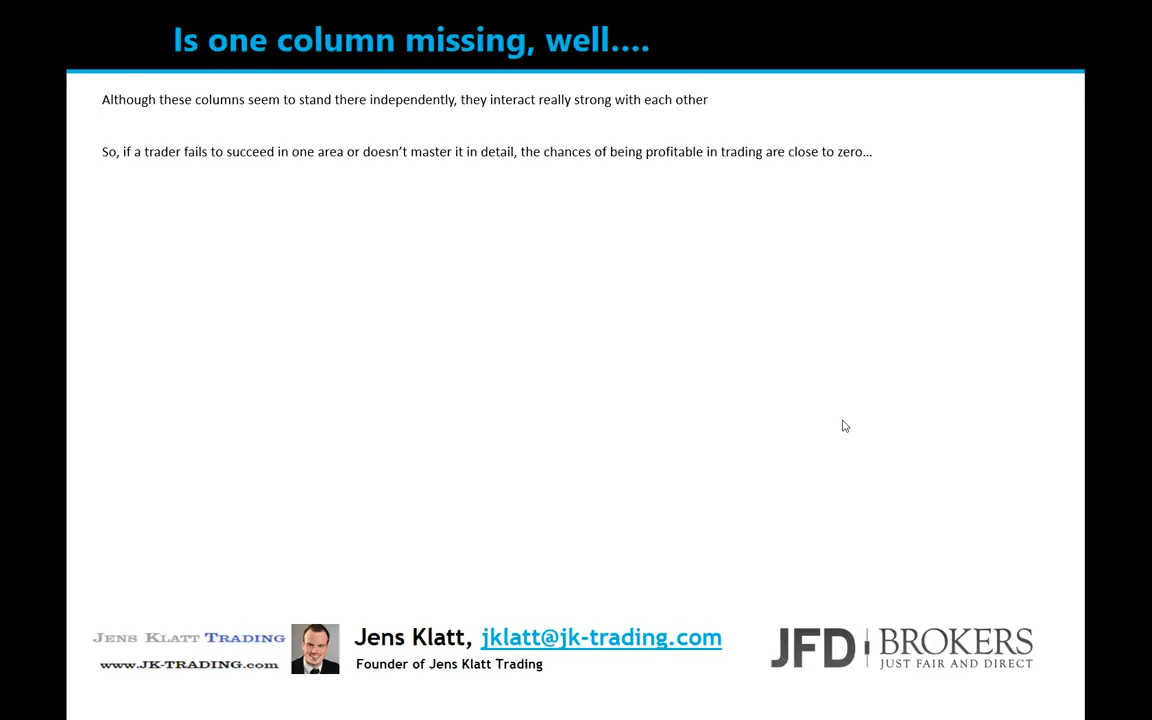 Is one column missing, well....
Although these columns seem to stand there independently, they interact really strong with each other
So, if a trader fails to succeed in one area or doesn’t master it in detail, the chances of being profitable in trading are close to zero…
JENS KLATT TRADING
www.JK-TRADING.com
Jens Klatt, jklatt@jk-trading.com
Founder of Jens Klatt Trading
JFD BROKERS
JUST FAIR AND DIRECT